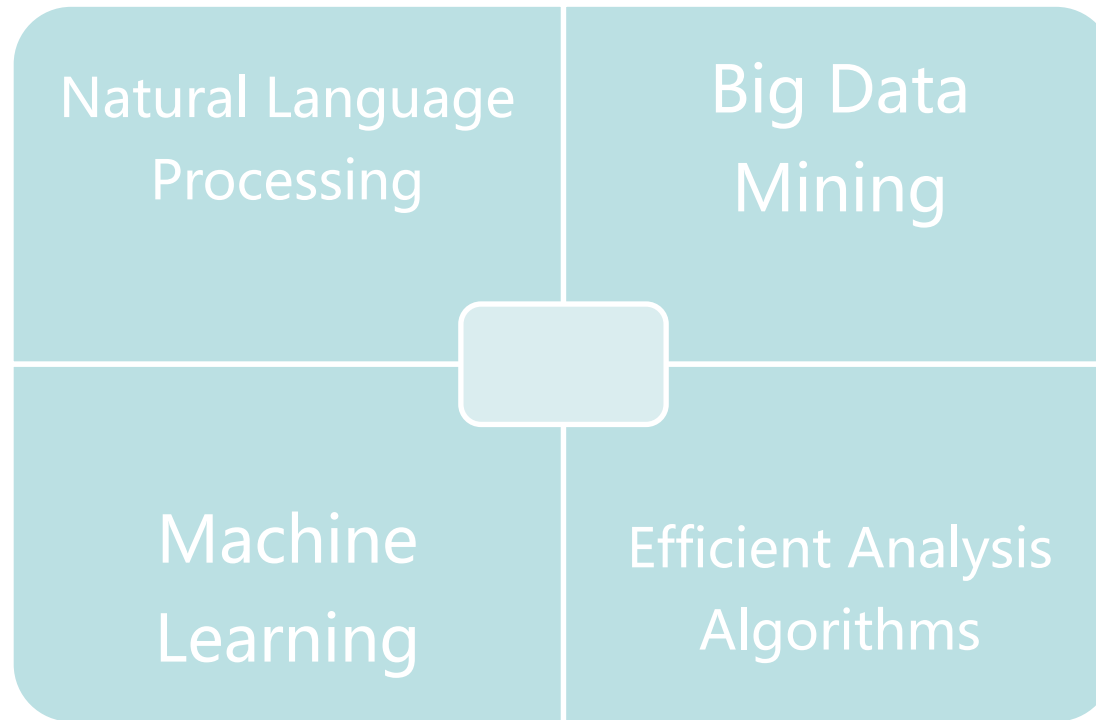 Natural Language
Processing
Big Data
Mining
Machine
Learning
Efficient Analysis
Algorithms